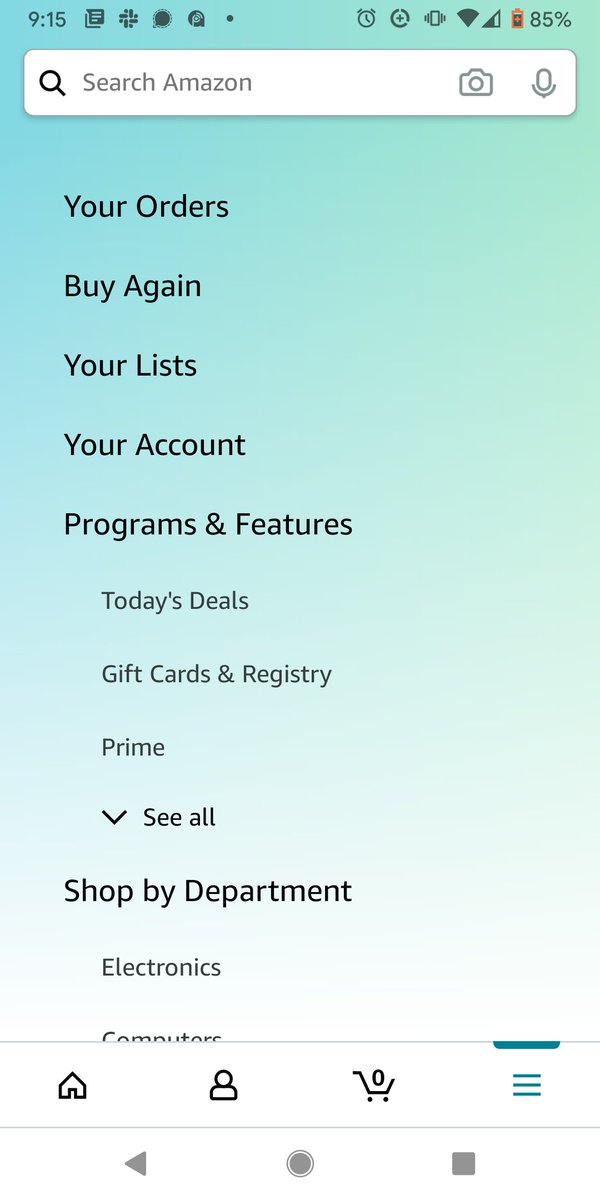 9:15
85%
Search Amazon
Your Orders
Buy Again
Your Lists
Your Account
Programs & Features
Today's Deals
Gift Cards & Registry
Prime
See all
Shop by Department
Electronics
Computers
0